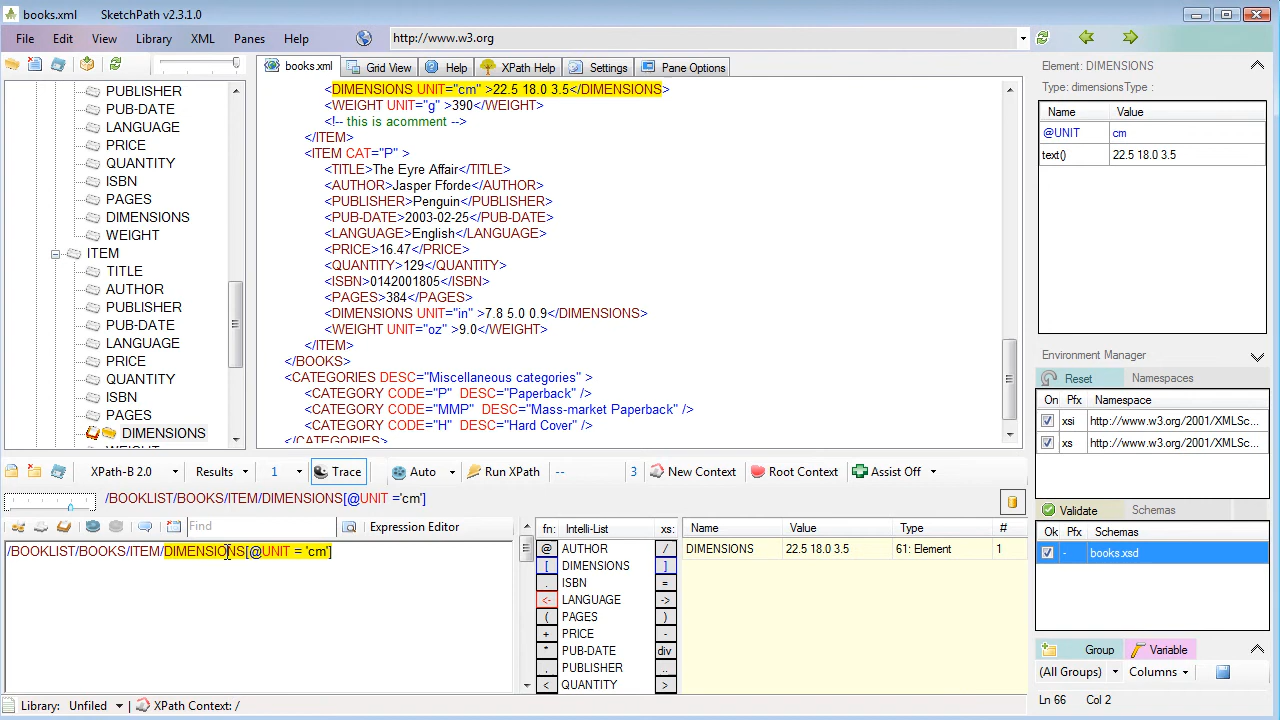 books.xml SketchPath v2.3.1.0
File Edit View Library XML Panes Help http://www.w3.org
books.xml Grid View Help XPath Help Settings Pane Options
PUBLISHER
PUB-DATE
LANGUAGE
PRICE
QUANTITY
ISBN
PAGES
DIMENSIONS
WEIGHT
ITEM
TITLE
AUTHOR
PUBLISHER
PUB-DATE
LANGUAGE
PRICE
QUANTITY
ISBN
PAGES
DIMENSIONS
<DIMENSIONS UNIT="cm" >22.5 18.0 3.5</DIMENSIONS>
<WEIGHT UNIT="g" >390</WEIGHT>
<!-- this is acomment -->
</ITEM>
<ITEM CAT="P" >
<TITLE>The Eyre Affair</TITLE>
<AUTHOR>Jasper Fforde</AUTHOR>
<PUBLISHER>Penguin</PUBLISHER>
<PUB-DATE>2003-02-25</PUB-DATE>
<LANGUAGE>English</LANGUAGE>
<PRICE>16.47</PRICE>
<QUANTITY>129</QUANTITY>
<ISBN>0142001805</ISBN>
<PAGES>384</PAGES>
<DIMENSIONS UNIT="in" >7.8 5.0 0.9</DIMENSIONS>
<WEIGHT UNIT="oz" >9.0</WEIGHT>
</ITEM>
</BOOKS>
<CATEGORIES DESC="Miscellaneous categories" >
<CATEGORY CODE="P" DESC="Paperback" />
<CATEGORY CODE="MMP" DESC="Mass-market Paperback" />
<CATEGORY CODE="H" DESC="Hard Cover" />
</CATEGORIES>
Element: DIMENSIONS
Type: dimensionsType :
Name Value
@UNIT cm
text() 22.5 18.0 3.5
Environment Manager
Reset Namespaces
On Pfx Namespace
xsi http://www.w3.org/2001/XMLSc...
xs http://www.w3.org/2001/XMLSc...
Validate Schemas
Ok Pfx Schemas
- books.xsd
Group Variable
(All Groups) Columns
Ln 66 Col 2
XPath-B 2.0 Results 1 Trace Auto Run XPath -- 3 New Context Root Context Assist Off
/BOOKLIST/BOOKS/ITEM/DIMENSIONS[@UNIT ='cm']
Find Expression Editor
/BOOKLIST/BOOKS/ITEM/DIMENSIONS[@UNIT = 'cm']
fn: Intelli-List xs:
@ AUTHOR /
[ DIMENSIONS ]
. ISBN =
<- LANGUAGE ->
( PAGES )
+ PRICE -
* PUB-DATE div
, PUBLISHER ..
< QUANTITY >
Name Value Type #
DIMENSIONS 22.5 18.0 3.5 61: Element 1
Library: Unfiled XPath Context: /